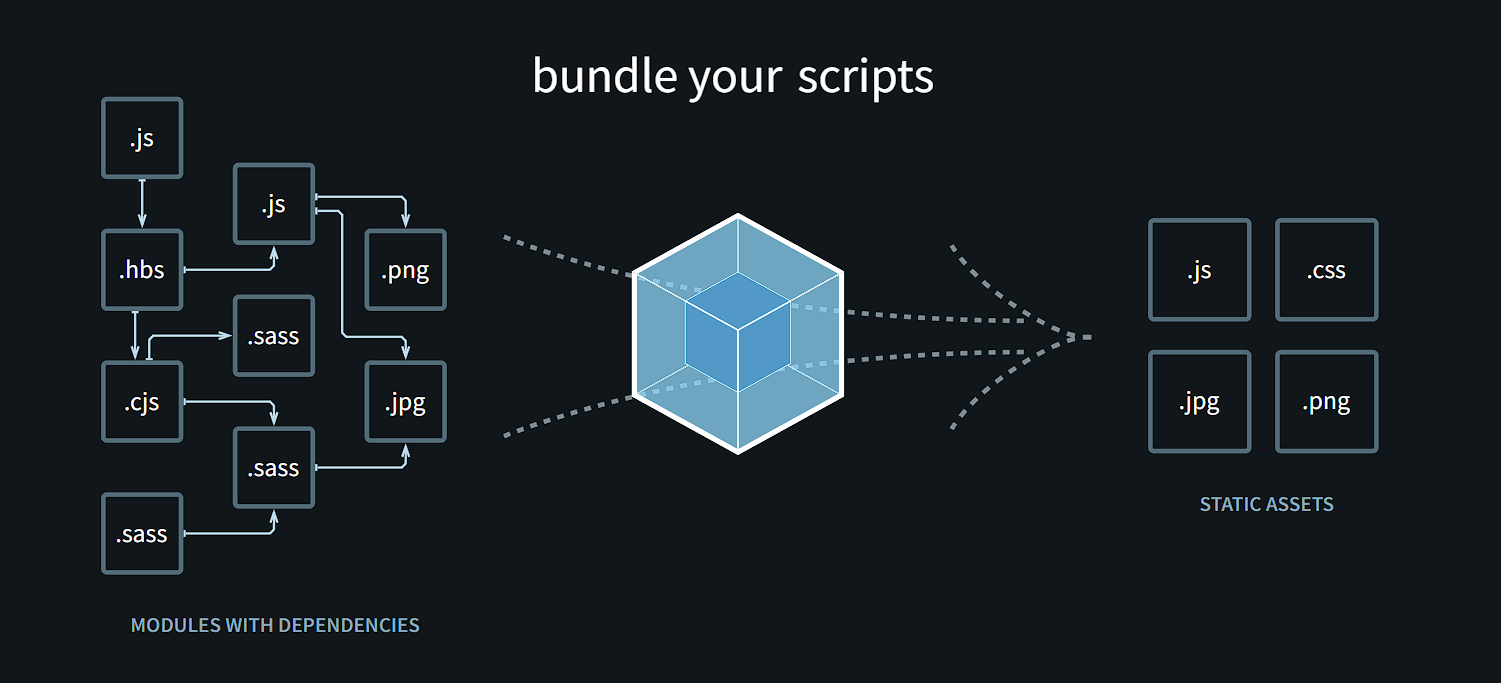 bundle your scripts
.js
.js
.hbs
.png
.sass
.cjs
.jpg
.sass
.sass
MODULES WITH DEPENDENCIES
.js
.css
.jpg
.png
STATIC ASSETS